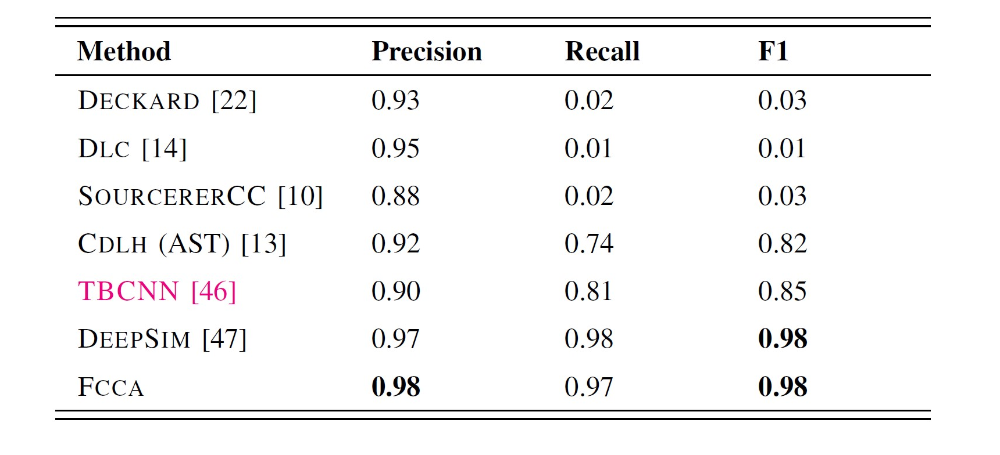 Method Precision Recall F1
DECKARD [22] 0.93 0.02 0.03
DLC [14] 0.95 0.01 0.01
SOURCERERCC [10] 0.88 0.02 0.03
CDLH (AST) [13] 0.92 0.74 0.82
TBCNN [46] 0.90 0.81 0.85
DEEPSIM [47] 0.97 0.98 0.98
FCCA 0.98 0.97 0.98